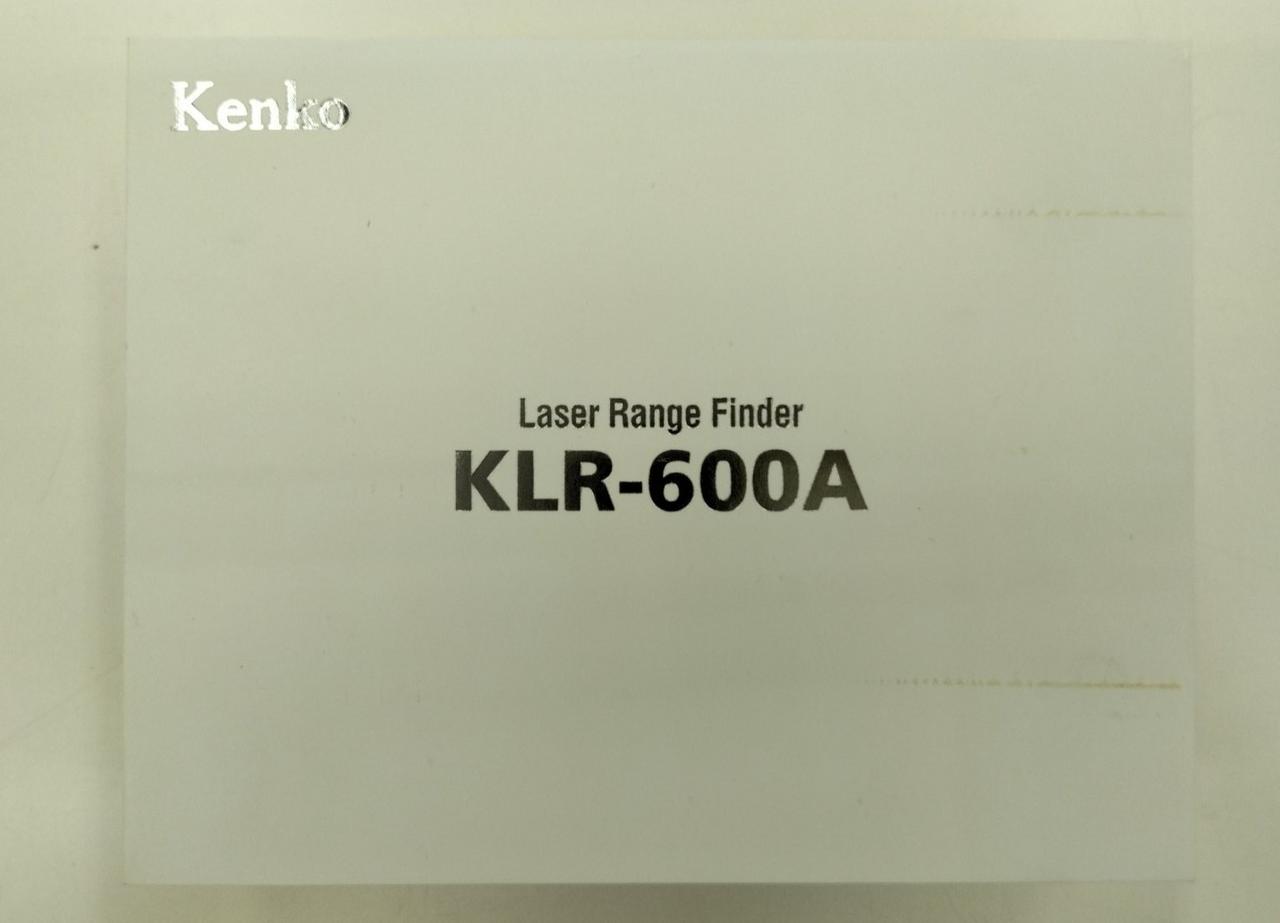 Kenko
Laser Range Finder
KLR-600A